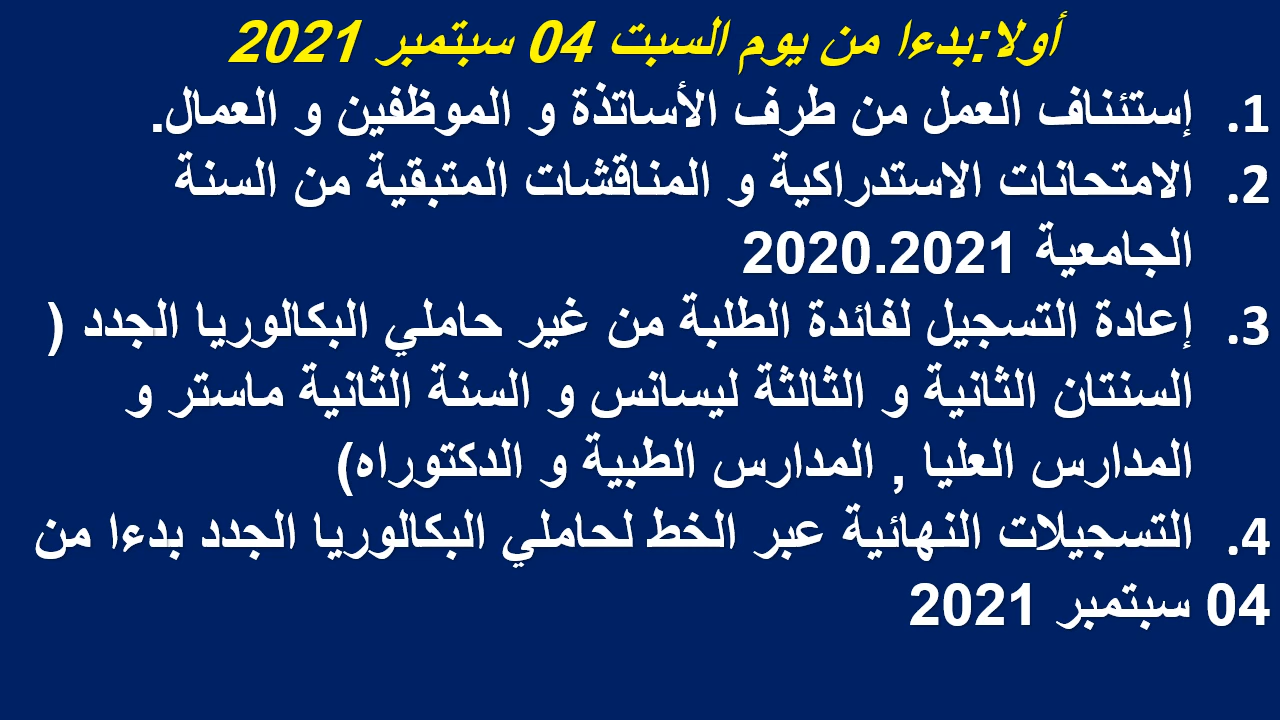 أولا:بدءا من يوم السبت 04 سبتمبر 2021
1. إستئناف العمل من طرف الأساتذة و الموظفين و العمال.
2. الامتحانات الاستدراكية و المناقشات المتبقية من السنة
الجامعية 2020.2021
3. إعادة التسجيل لفائدة الطلبة من غير حاملي البكالوريا الجدد (
السنتان الثانية و الثالثة ليسانس و السنة الثانية ماستر و
المدارس العليا , المدارس الطبية و الدكتوراه)
4. التسجيلات النهائية عبر الخط لحاملي البكالوريا الجدد بدءا من
04 سبتمبر 2021